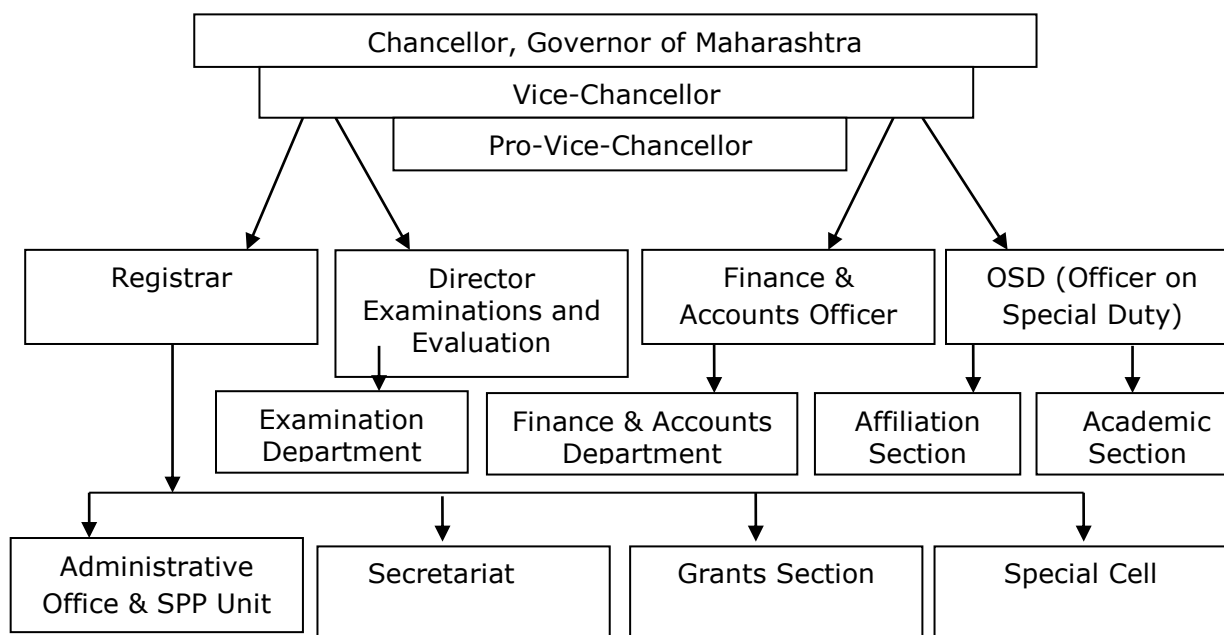 Chancellor, Governor of Maharashtra
Vice-Chancellor
Pro-Vice-Chancellor
Registrar
Director
Examinations and
Evaluation
Finance &
Accounts Officer
OSD (Officer on
Special Duty)
Examination
Department
Finance & Accounts
Department
Affiliation
Section
Academic
Section
Administrative
Office & SPP Unit
Secretariat
Grants Section
Special Cell